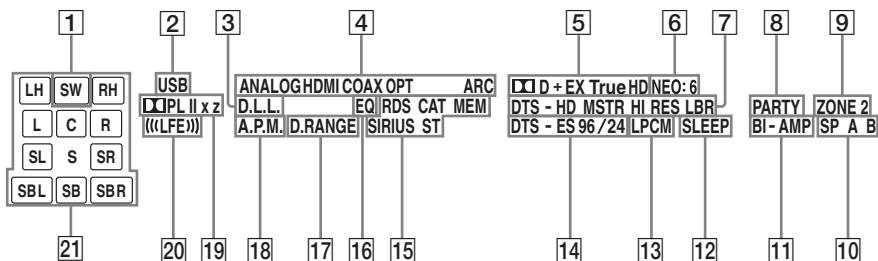 1 2 3 4 5 6 7 8 9
LH SW RH USB ANALOG HDMI COAX OPT ARC D + EX True HD NEO: 6
L C R PL II x z D.L.L. EQ RDS CAT MEM DTS - HD MSTR HI RES LBR PARTY ZONE 2
SL S SR (((LFE))) A.P.M. D.RANGE SIRIUS ST DTS - ES 96/24 LPCM SLEEP BI - AMP SP A B
SBL SB SBR
21 20 19 18 17 16 15 14 13 12 11 10